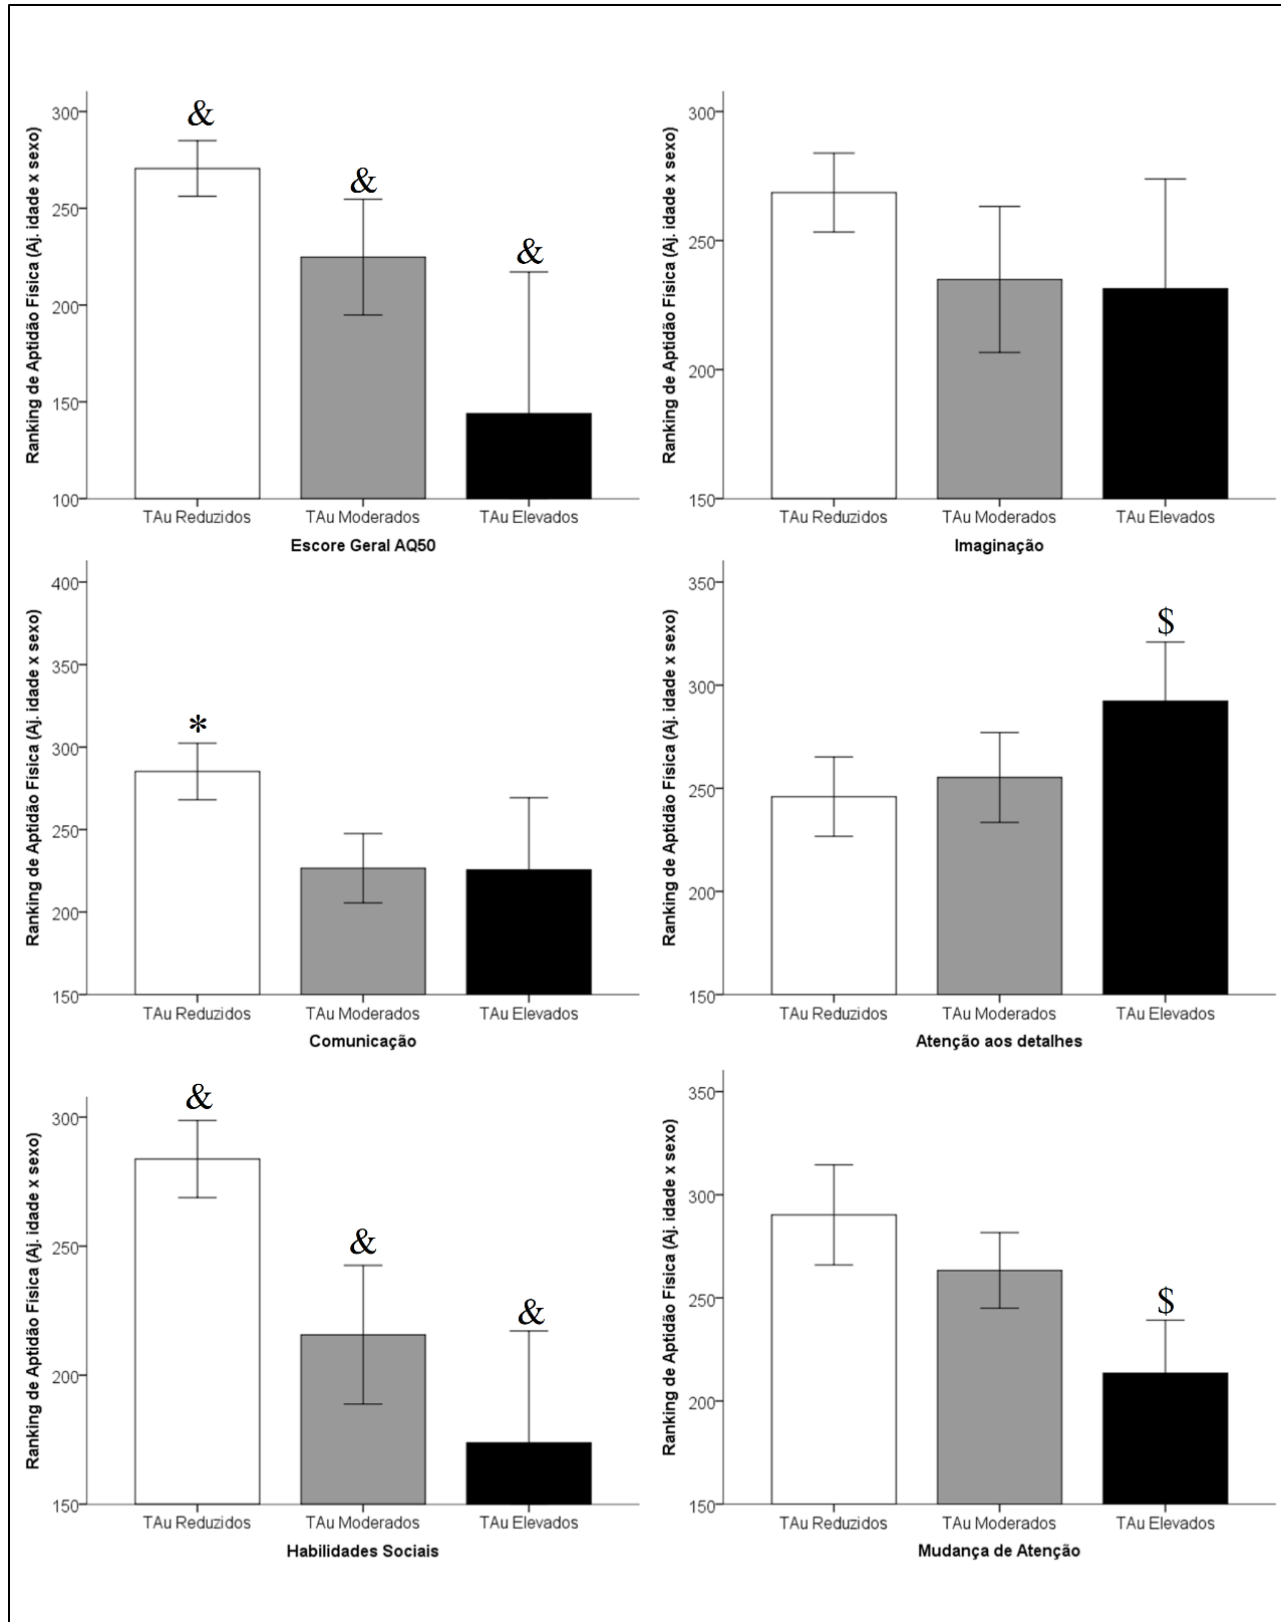 Ranking de Aptidão Física (Aj. idade x sexo)
300
250
200
150
100
&
&
&
TAu Reduzidos
TAu Moderados
TAu Elevados
Escore Geral AQ50
Ranking de Aptidão Física (Aj. idade x sexo)
300
250
200
150
TAu Reduzidos
TAu Moderados
TAu Elevados
Imaginação
Ranking de Aptidão Física (Aj. idade x sexo)
400
350
300
250
200
150
*
TAu Reduzidos
TAu Moderados
TAu Elevados
Comunicação
Ranking de Aptidão Física (Aj. idade x sexo)
350
300
250
200
150
$
TAu Reduzidos
TAu Moderados
TAu Elevados
Atenção aos detalhes
Ranking de Aptidão Física (Aj. idade x sexo)
300
250
200
150
&
&
&
TAu Reduzidos
TAu Moderados
TAu Elevados
Habilidades Sociais
Ranking de Aptidão Física (Aj. idade x sexo)
350
300
250
200
150
$
TAu Reduzidos
TAu Moderados
TAu Elevados
Mudança de Atenção